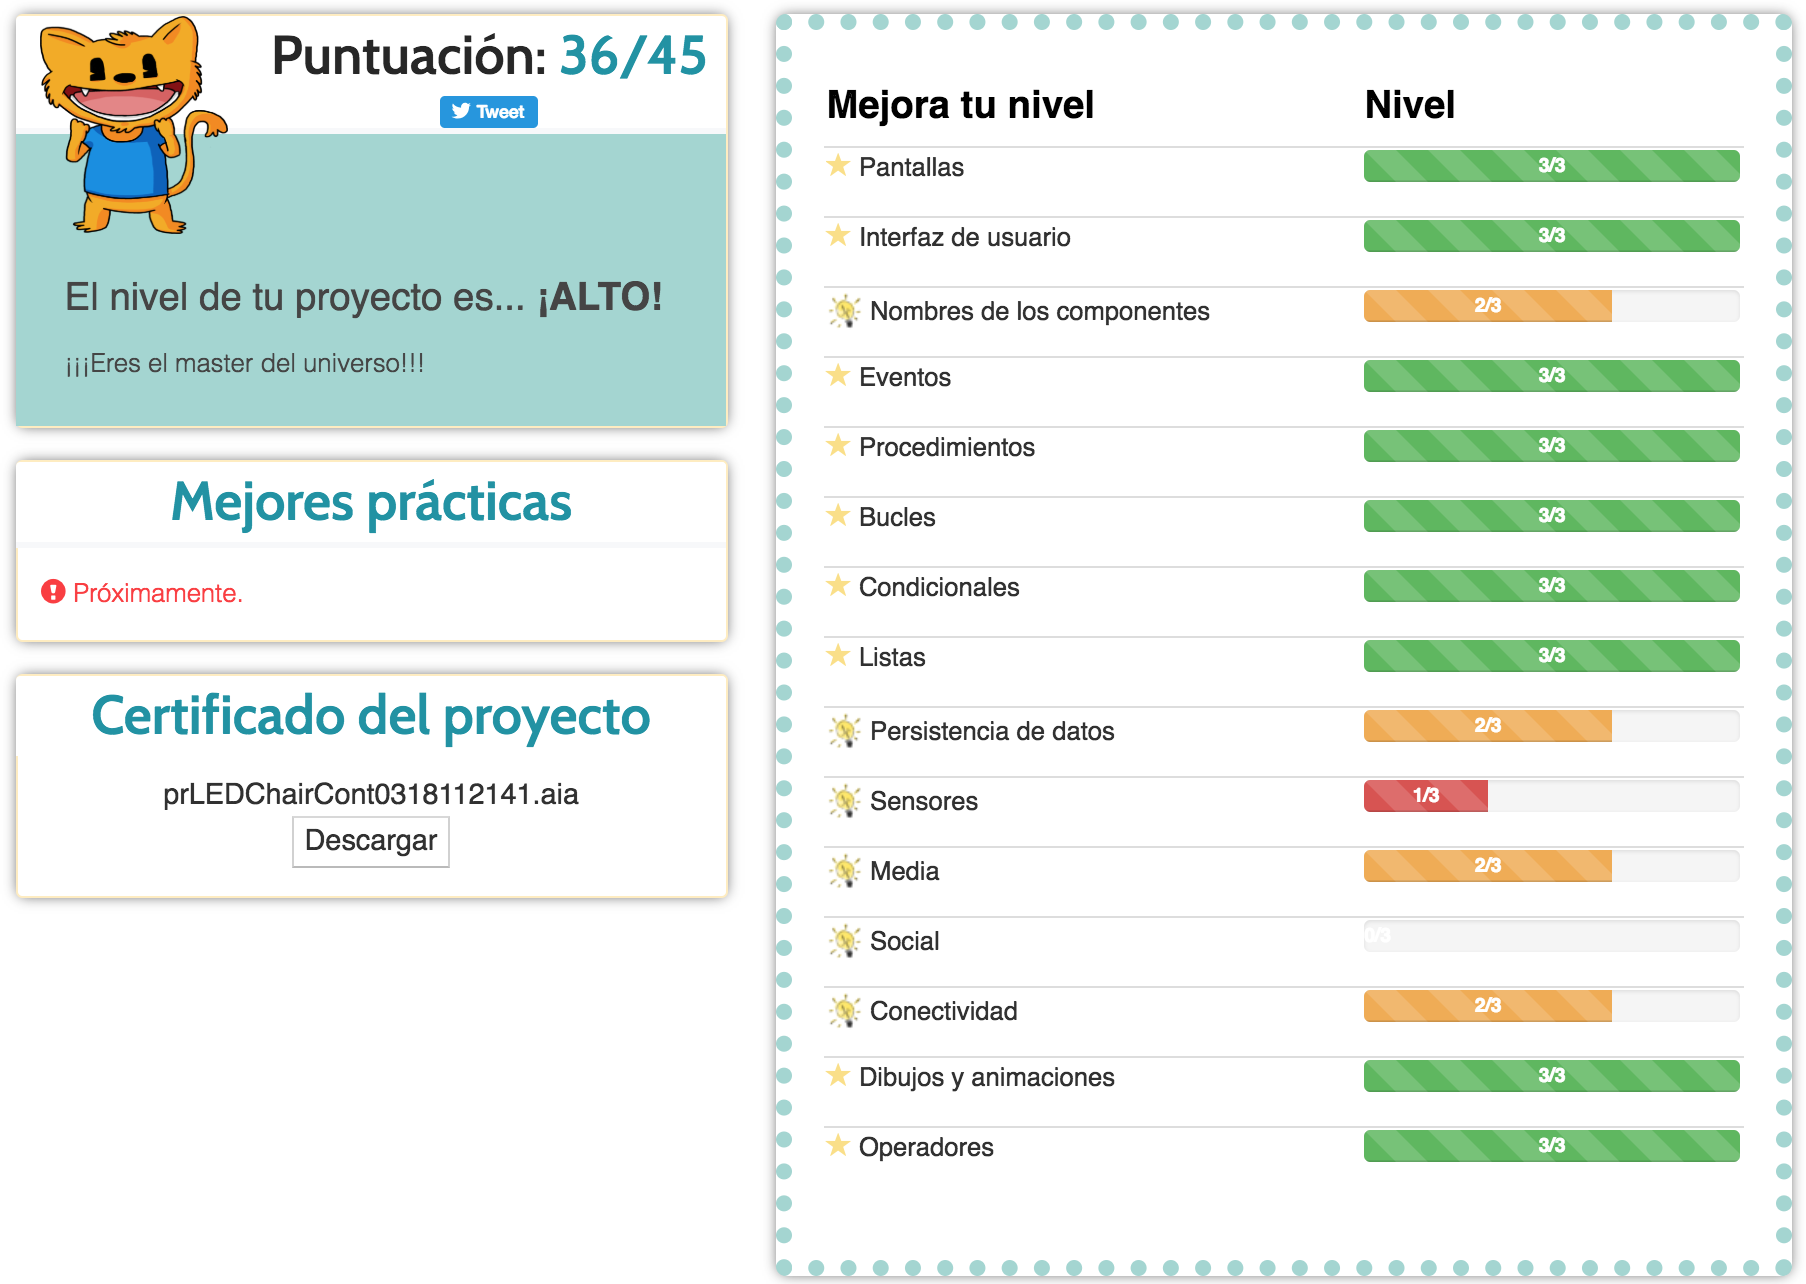 Puntuación: 36/45
Tweet
El nivel de tu proyecto es... ¡ALTO!
¡¡¡Eres el master del universo!!!
Mejores prácticas
Próximamente.
Certificado del proyecto
prLEDChairCont0318112141.aia
Descargar
Mejora tu nivel Nivel
Pantallas 3/3
Interfaz de usuario 3/3
Nombres de los componentes 2/3
Eventos 3/3
Procedimientos 3/3
Bucles 3/3
Condicionales 3/3
Listas 3/3
Persistencia de datos 2/3
Sensores 1/3
Media 2/3
Social 0/3
Conectividad 2/3
Dibujos y animaciones 3/3
Operadores 3/3